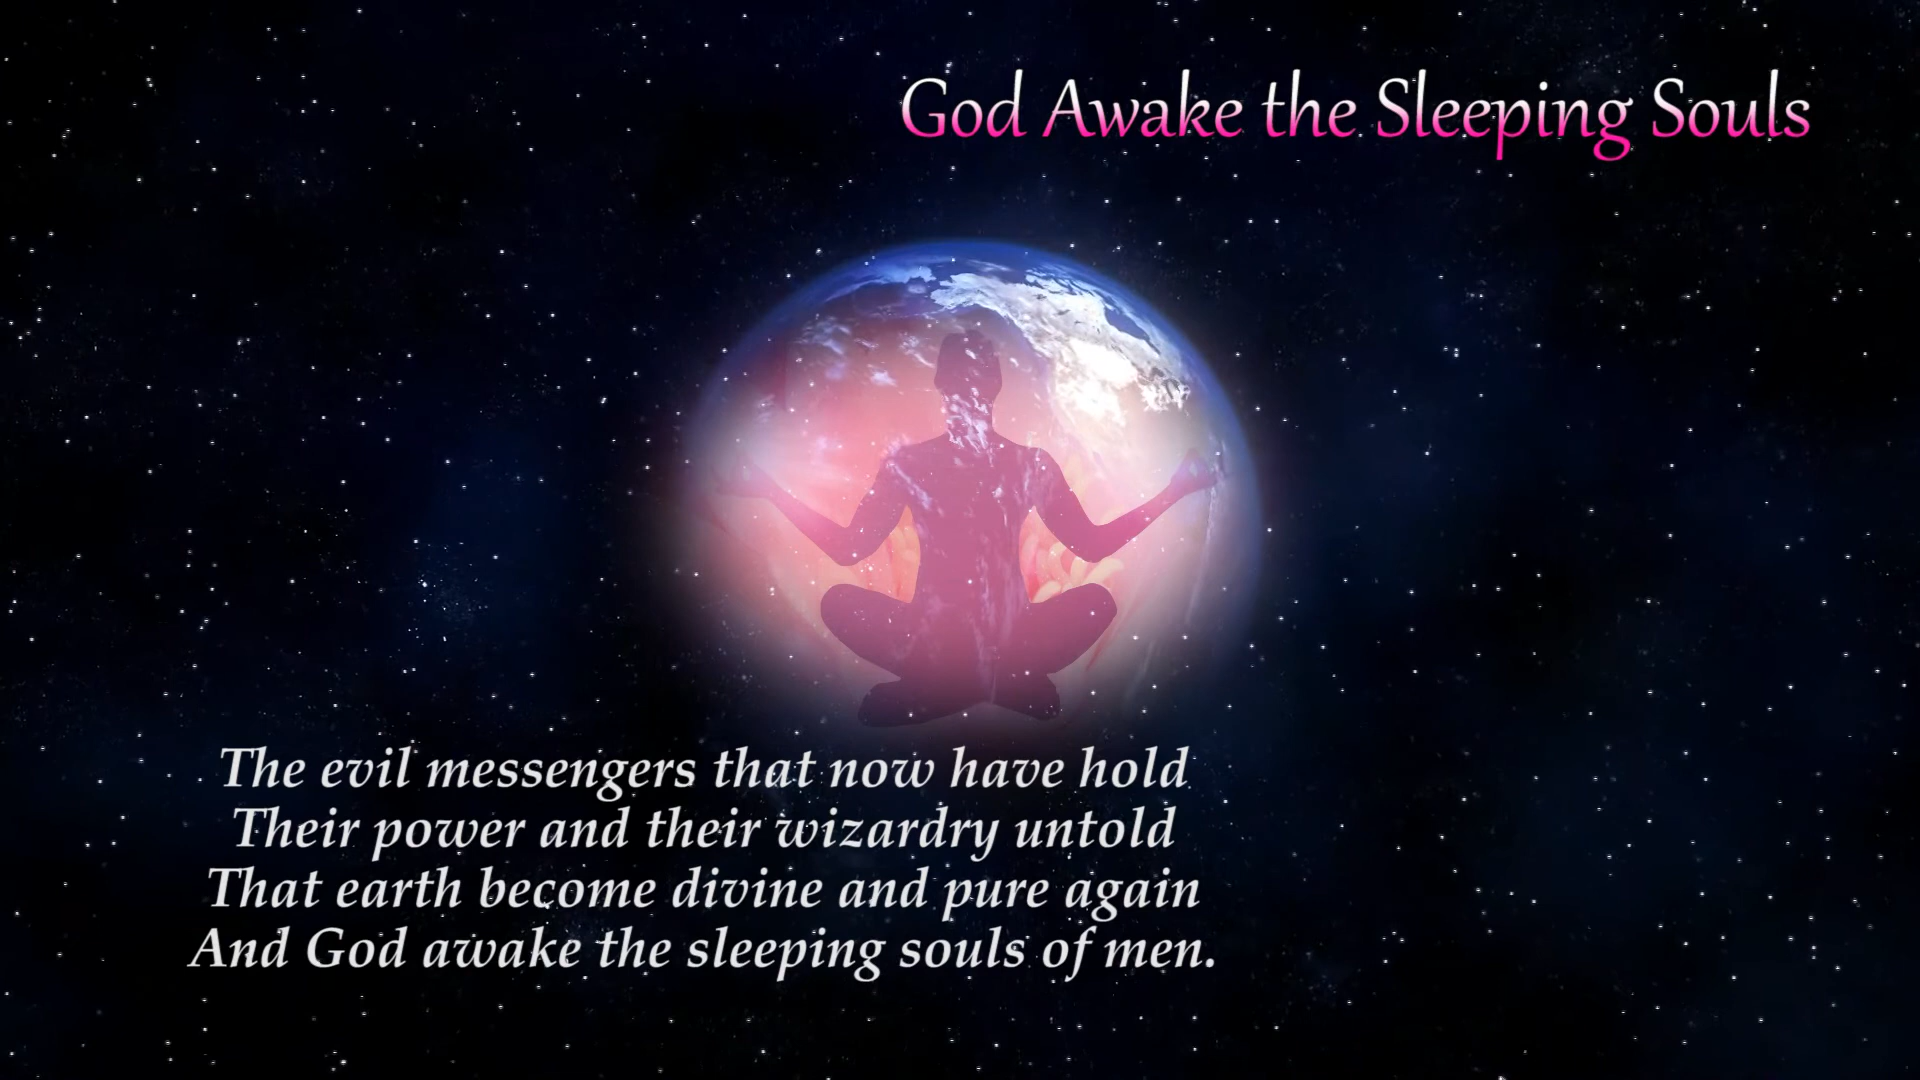 God Awake the Sleeping Souls
The evil messengers that now have hold
Their power and their wizardry untold
That earth become divine and pure again
And God awake the sleeping souls of men.